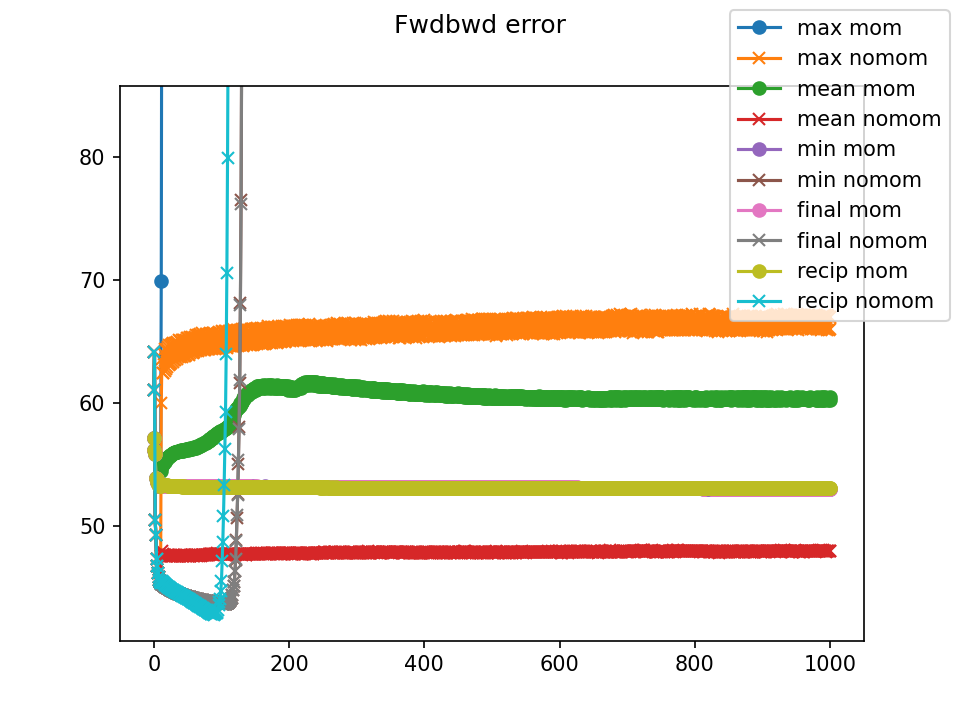 Fwdbwd error
max mom
max nomom
mean mom
mean nomom
min mom
min nomom
final mom
final nomom
recip mom
recip nomom
80
70
60
50
0 200 400 600 800 1000